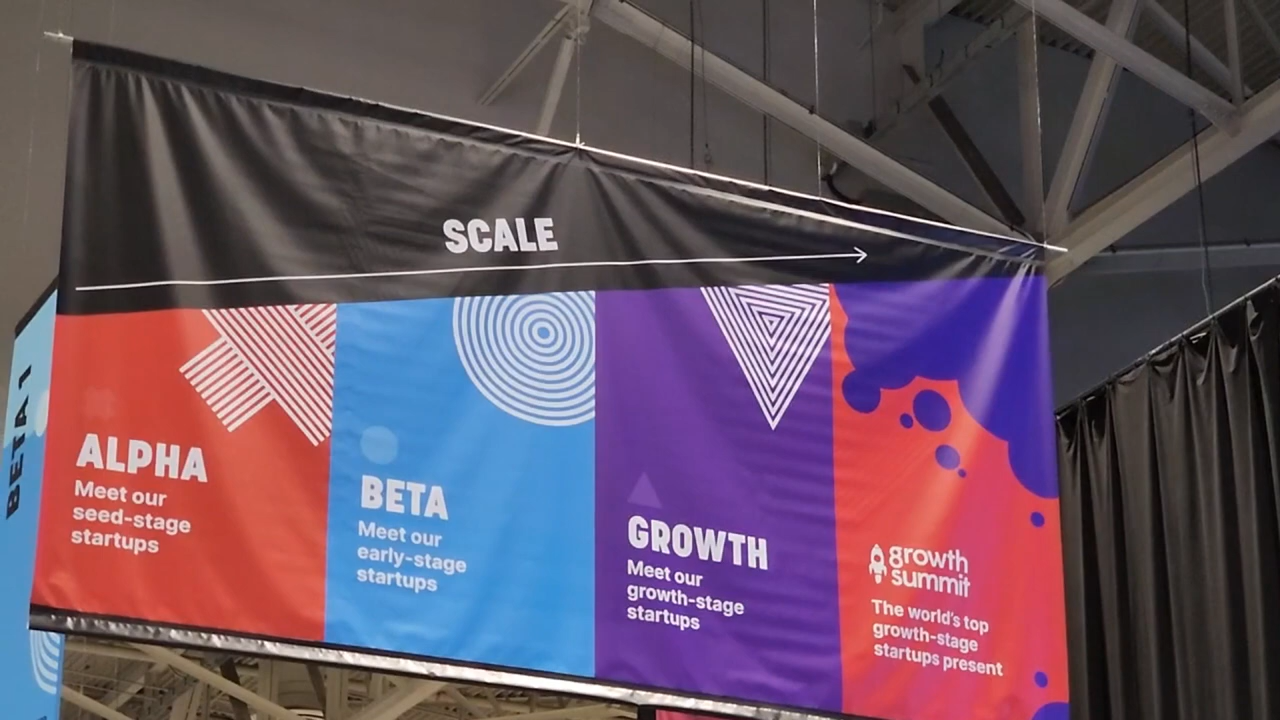 SCALE
BETA 1
ALPHA
Meet our
seed-stage
startups
BETA
Meet our
early-stage
startups
GROWTH
Meet our
growth-stage
startups
growth
summit
The world's top
growth-stage
startups present